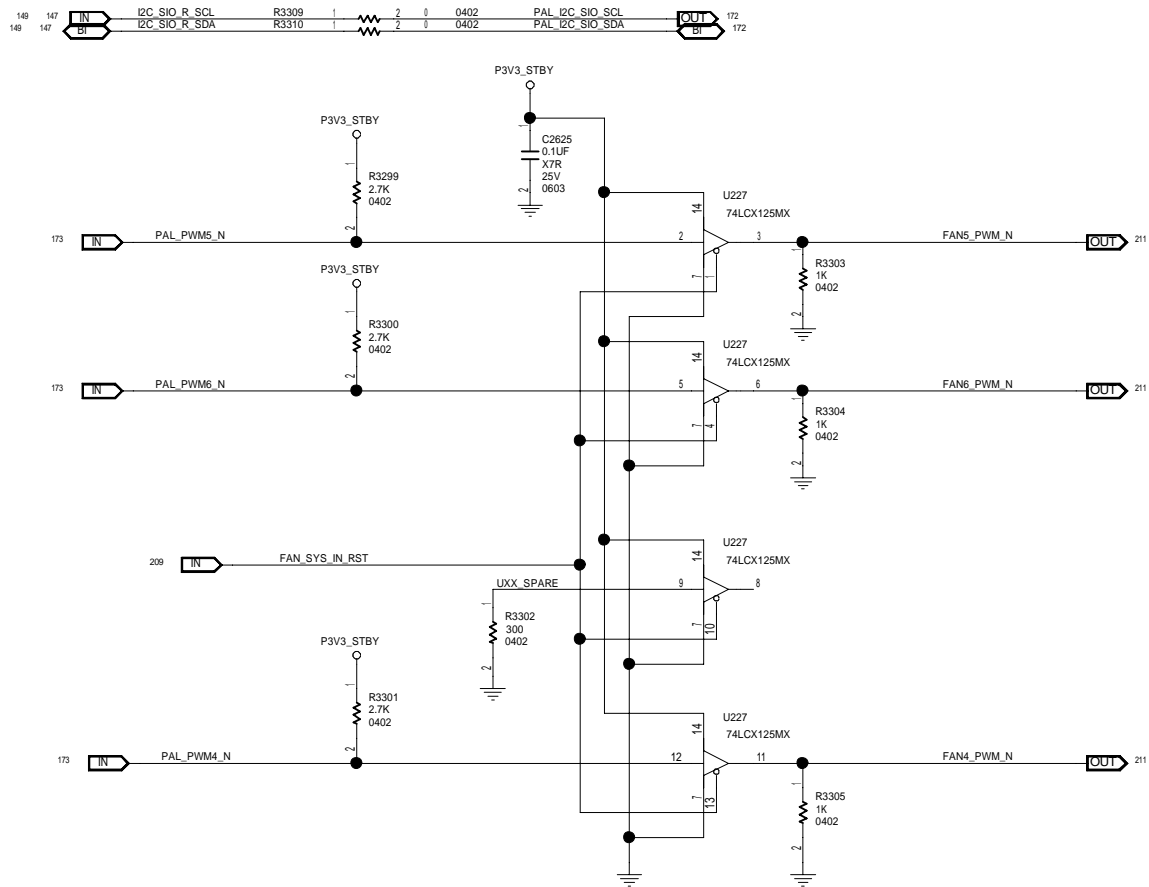 149 147 IN I2C_SIO_R_SCL R3309 1 2 0 0402 PAL_I2C_SIO_SCL OUT 172
149 147 BI I2C_SIO_R_SDA R3310 1 2 0 0402 PAL_I2C_SIO_SDA BI 172
P3V3_STBY
1
C2625
0.1UF
X7R
25V
0603
2
P3V3_STBY
1
R3299
2.7K
0402
2
U227
74LCX125MX
14
173 IN PAL_PWM5_N 2 3 FAN5_PWM_N OUT 211
7 1
1
R3303
1K
0402
2
P3V3_STBY
1
R3300
2.7K
0402
2
U227
74LCX125MX
14
173 IN PAL_PWM6_N 5 6 FAN6_PWM_N OUT 211
7 4
1
R3304
1K
0402
2
U227
74LCX125MX
14
209 IN FAN_SYS_IN_RST
UXX_SPARE 9 8
7 10
1
R3302
300
0402
2
P3V3_STBY
1
R3301
2.7K
0402
2
U227
74LCX125MX
14
173 IN PAL_PWM4_N 12 11 FAN4_PWM_N OUT 211
7 13
1
R3305
1K
0402
2